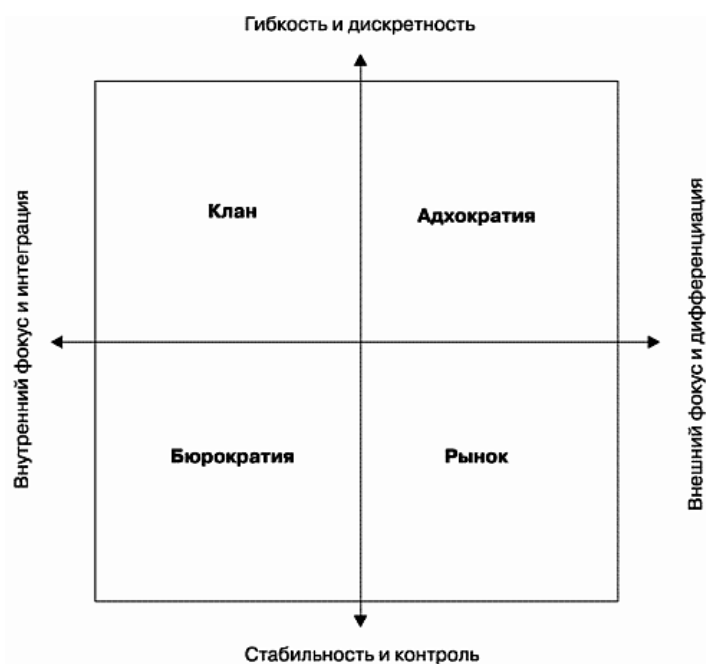 Гибкость и дискретность
Клан
Адхократия
Внутренний фокус и интеграция
Внешний фокус и дифференциация
Бюрократия
Рынок
Стабильность и контроль